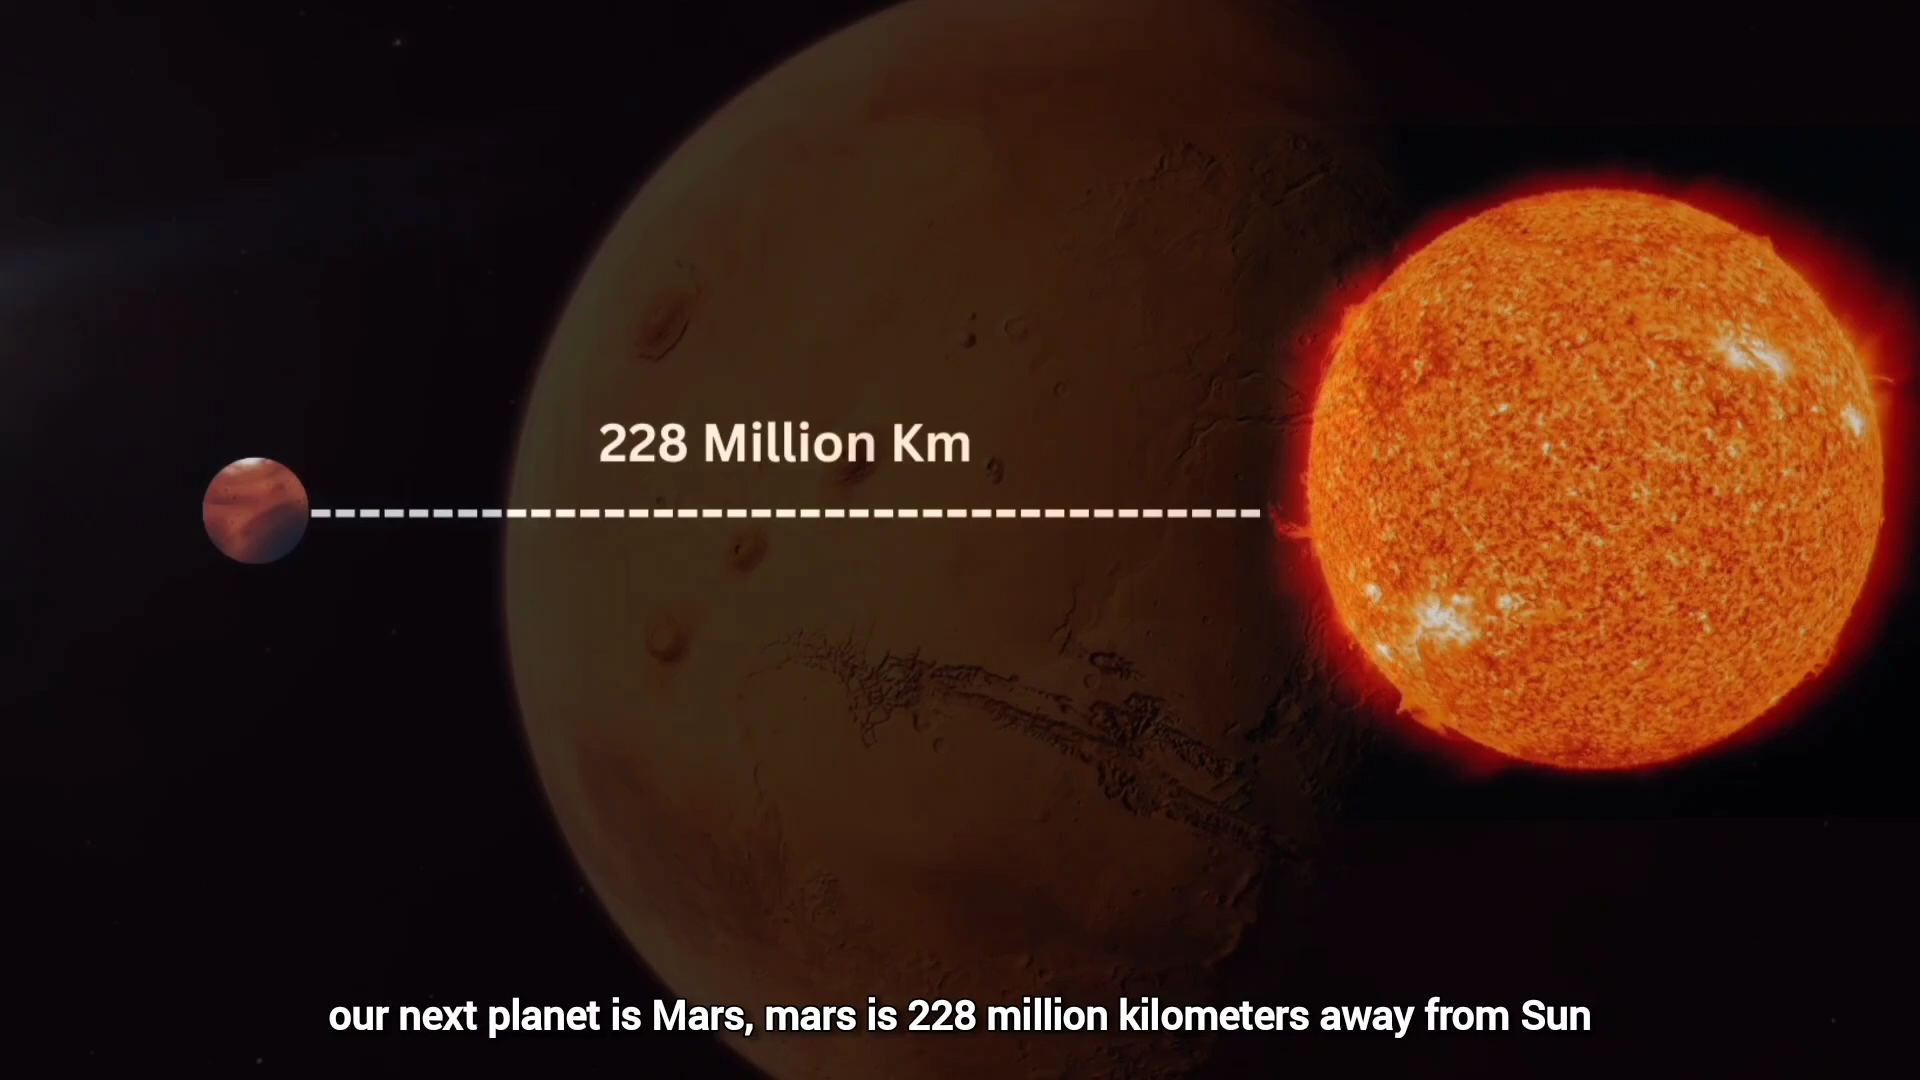 228 Million Km
our next planet is Mars, mars is 228 million kilometers away from Sun